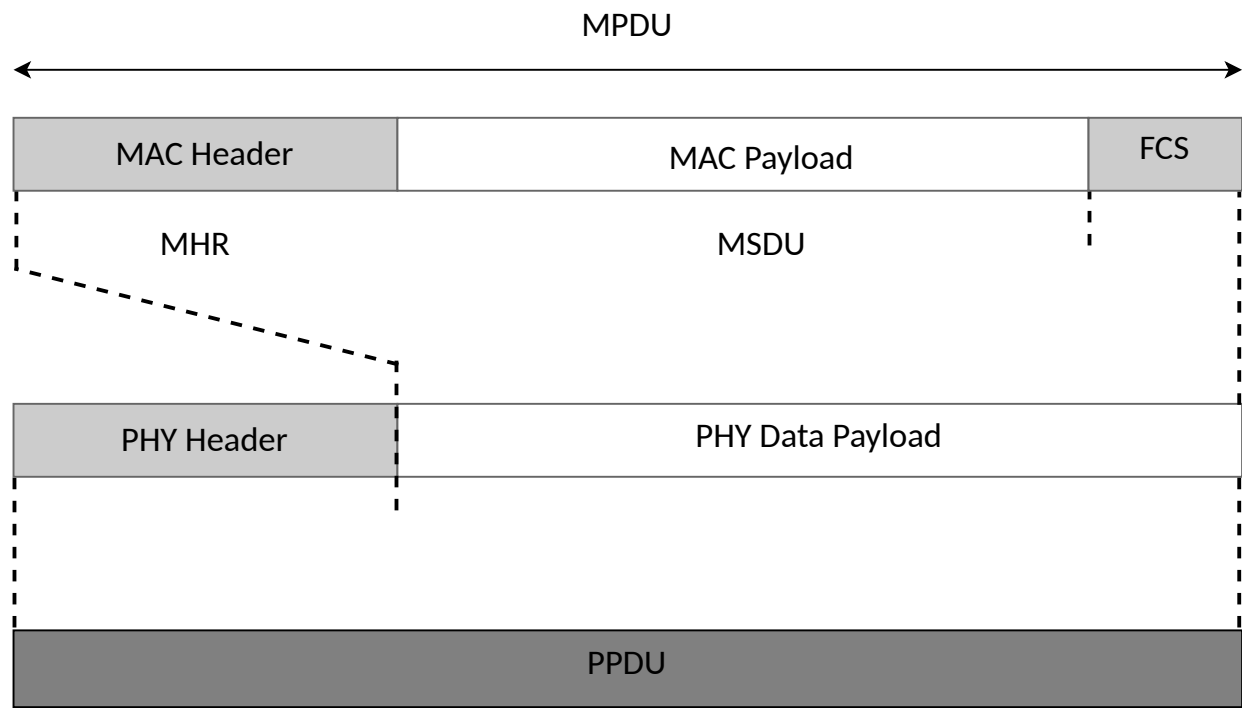 MPDU
MAC Header
MAC Payload
FCS
MHR
MSDU
PHY Header
PHY Data Payload
PPDU